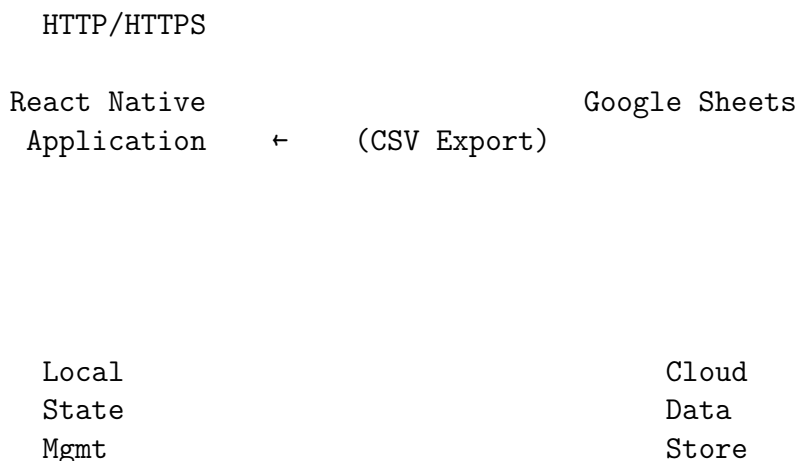 HTTP/HTTPS
React Native Google Sheets
Application ← (CSV Export)
Local Cloud
State Data
Mgmt Store